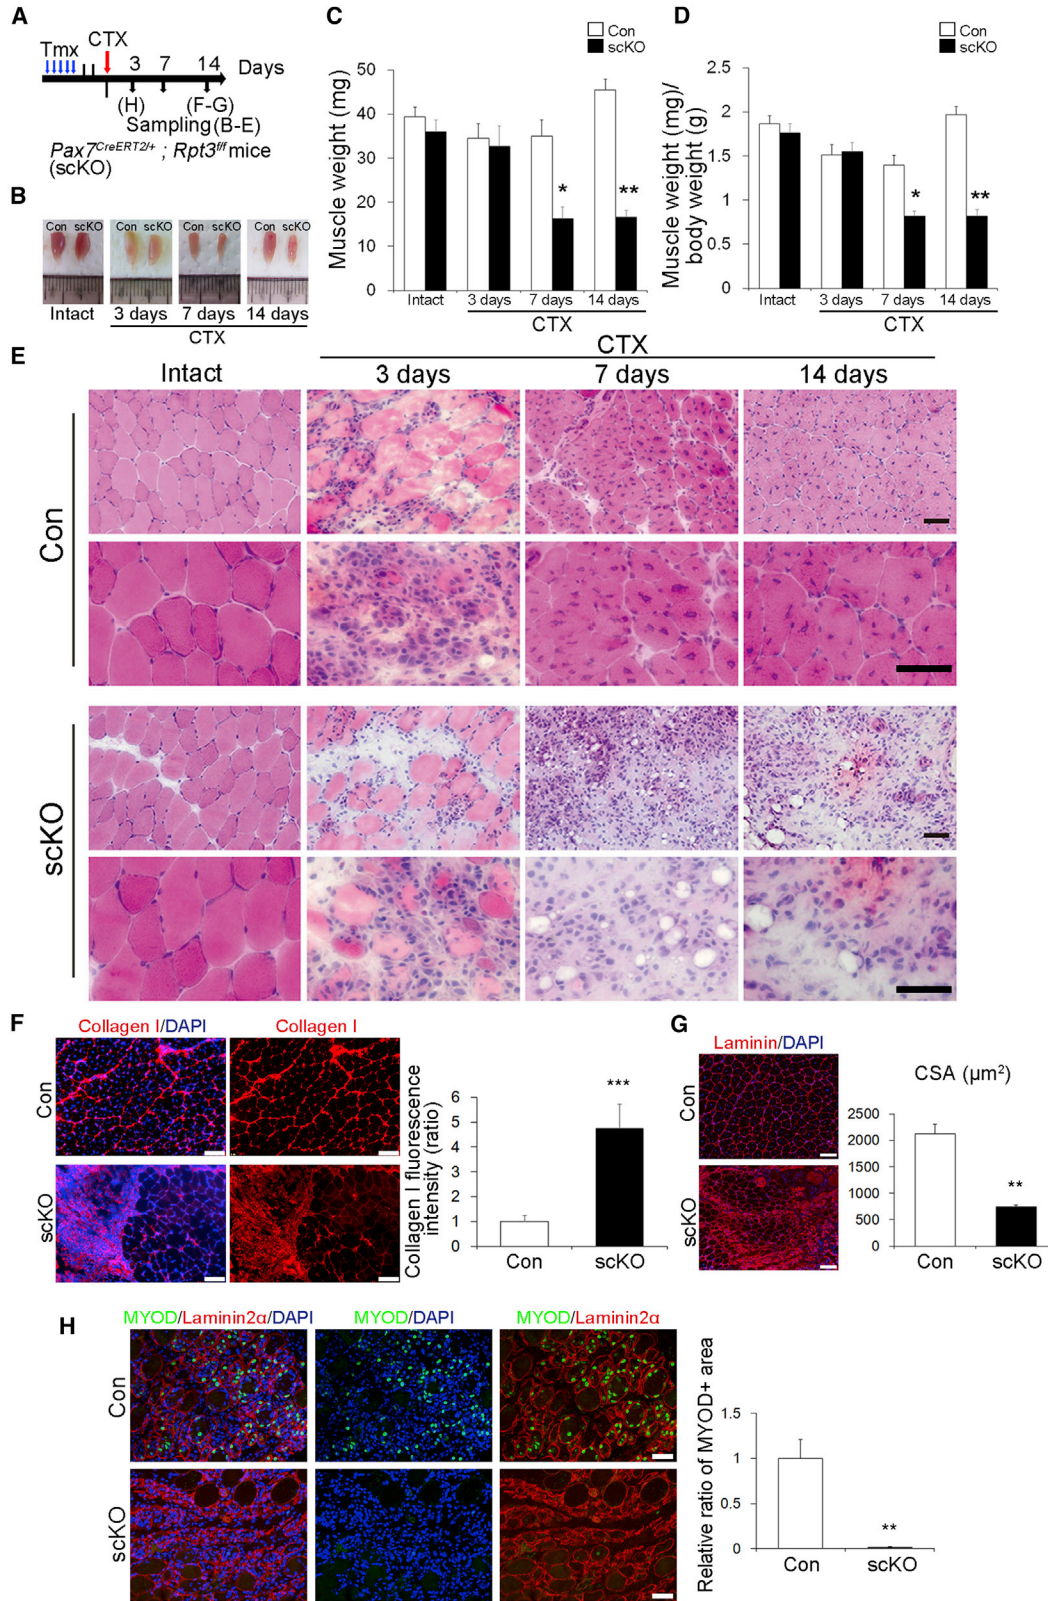 A
Tmx
CTX
3 7 14 Days
(H) (F-G)
Sampling (B-E)
Pax7CreERT2/+ ; Rpt3f/f mice
(scKO)
B
Con scKO Con scKO Con scKO Con scKO
Intact 3 days 7 days 14 days
CTX
C
Con
scKO
Muscle weight (mg)
50
40
30
20
10
0
*
**
Intact 3 days 7 days 14 days
CTX
D
Con
scKO
Muscle weight (mg)/
body weight (g)
2.5
2
1.5
1
0.5
0
*
**
Intact 3 days 7 days 14 days
CTX
E
CTX
Intact 3 days 7 days 14 days
Con
scKO
F
Collagen I/DAPI Collagen I
Con
scKO
Collagen I fluorescence
intensity (ratio)
6
5
4
3
2
1
0
***
Con scKO
G
Laminin/DAPI
Con
scKO
CSA (µm2)
2500
2000
1500
1000
500
0
**
Con scKO
H
MYOD/Laminin2α/DAPI MYOD/DAPI MYOD/Laminin2α
Con
scKO
Relative ratio of MYOD+ area
1.5
1
0.5
0
**
Con scKO